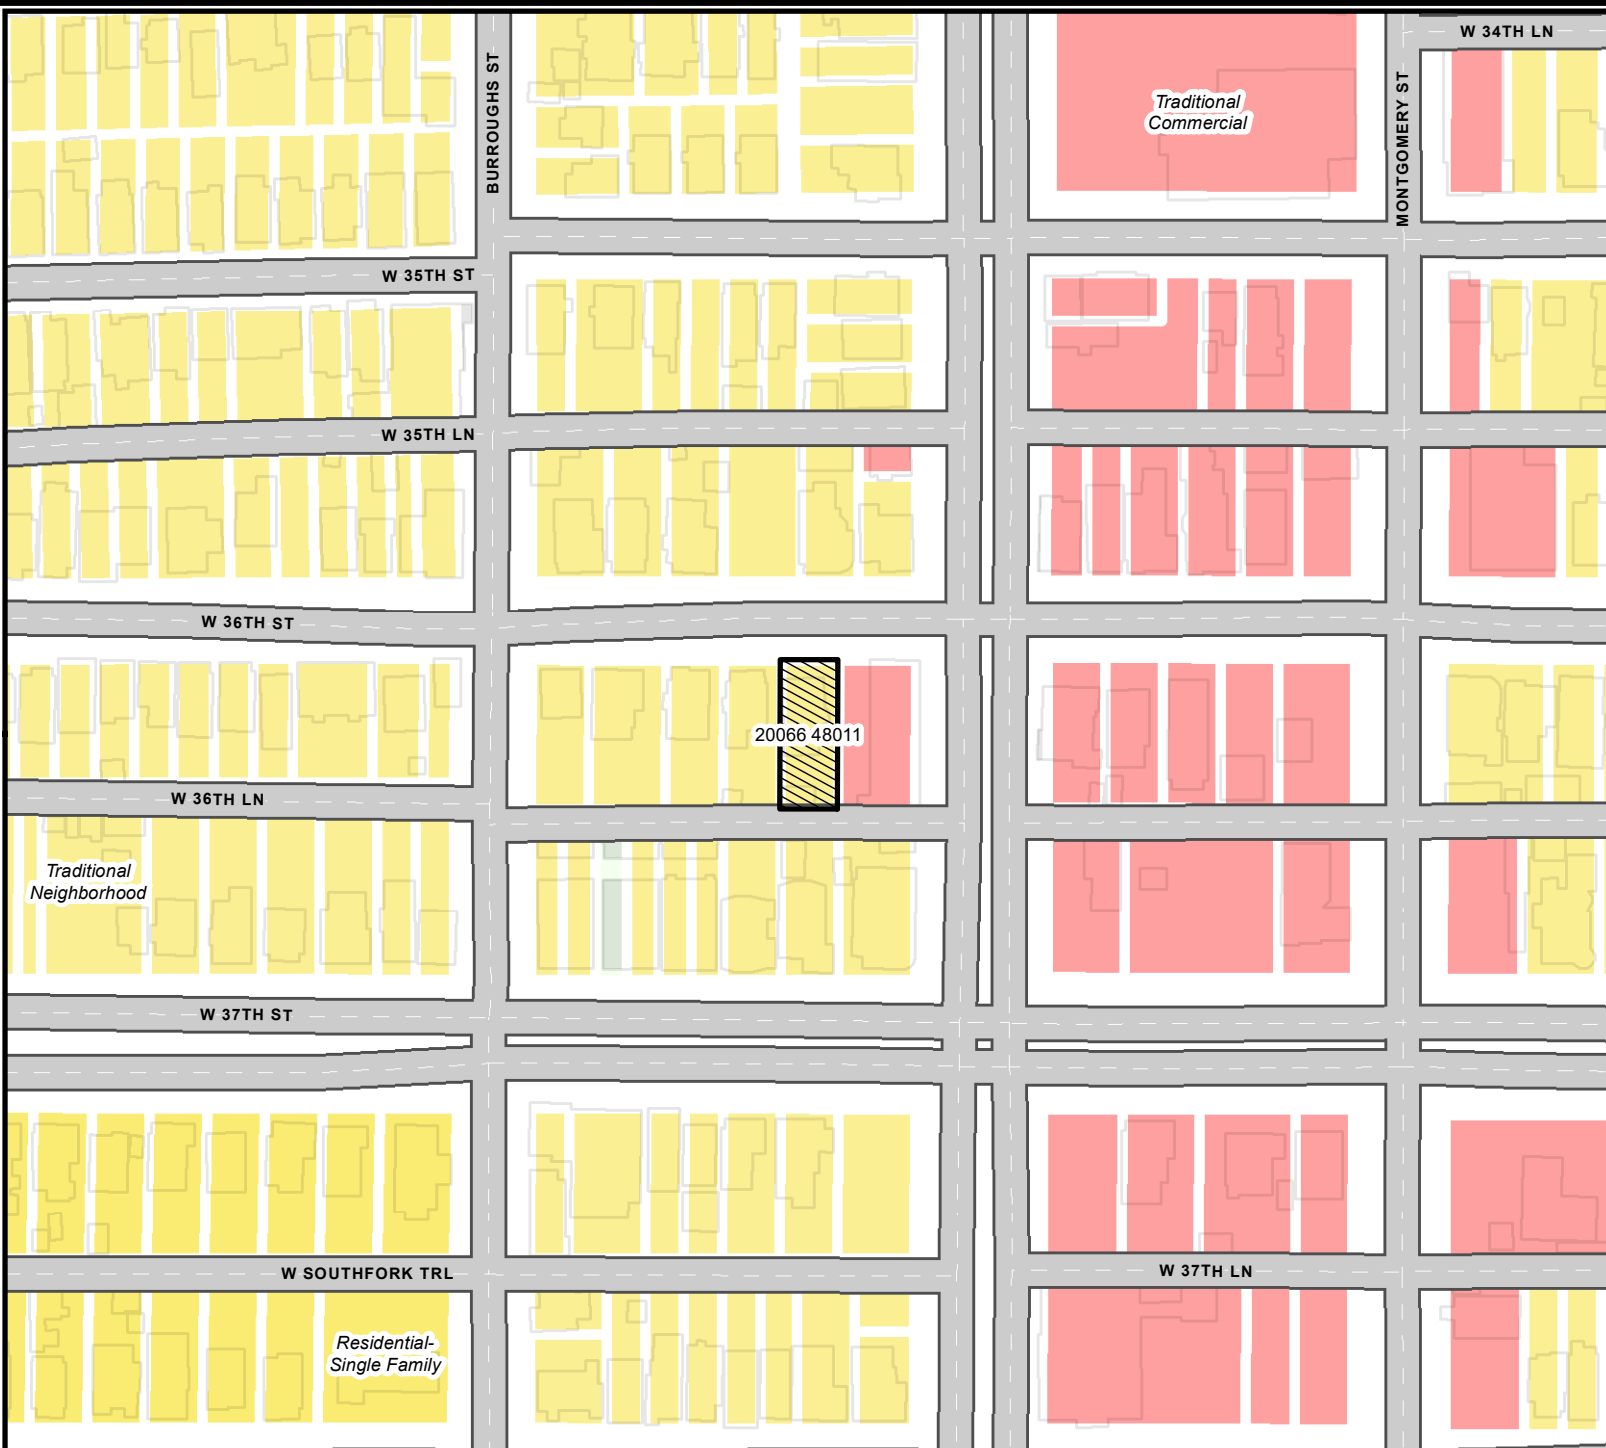 W 34TH LN
BURROUGHS ST
MONTGOMERY ST
Traditional
Commercial
W 35TH ST
W 35TH LN
W 36TH ST
20066 48011
W 36TH LN
Traditional
Neighborhood
W 37TH ST
W SOUTHFORK TRL
W 37TH LN
Residential-
Single Family